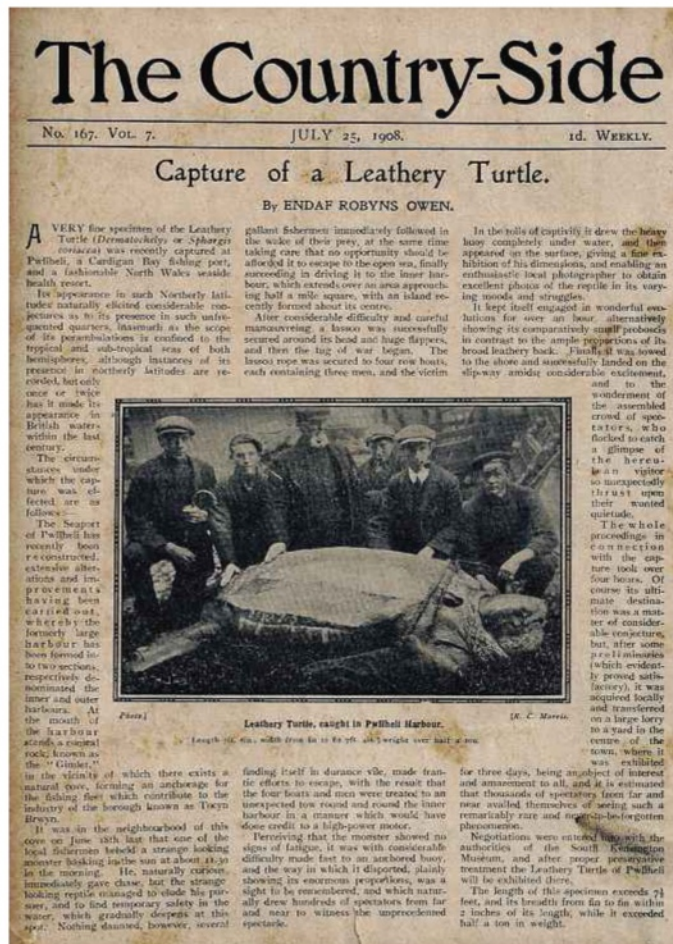 The Country-Side
No. 167. VOL. 7.
JULY 25, 1908.
1d. WEEKLY.
Capture of a Leathery Turtle.
By ENDAF ROBYNS OWEN.
A VERY fine specimen of the Leathery
Turtle (Dermatochelys or Sphargis
coriacea) was recently captured at
Pwllheli, a Cardigan Bay fishing port,
and a fashionable North Wales seaside
health resort.
Its appearance in such Northerly lati-
tudes naturally elicited considerable con-
jectures as to its presence in such unfre-
quented quarters, inasmuch as the scope
of its perambulations is confined to the
tropical and sub-tropical seas of both
hemispheres, although instances of its
presence in northerly latitudes are re-
corded, but only
once or twice
has it made its
appearance in
British waters
within the last
century.
The circum-
stances under
which the cap-
ture was ef-
fected are as
follows:—
The Seaport
of Pwllheli has
recently been
reconstructed,
extensive alter-
ations and im-
provements
having been
carried out,
whereby the
formerly large
harbour has
been formed in-
to two sections,
respectively de-
nominated the
inner and outer
harbours. At
the mouth of
the harbour
stands a conical
rock, known as
the "Gimlet,"
in the vicinity of which there exists a
natural cove, forming an anchorage for
the fishing fleet which contribute to the
industry of the borough known as Tocyn
Brwyn.
It was in the neighbourhood of this
cove on June 18th last that one of the
local fishermen beheld a strange looking
monster basking in the sun at about 11.30
in the morning. He, naturally curious,
immediately gave chase, but the strange
looking reptile managed to elude his pur-
suer, and to find temporary safety in the
water, which gradually deepens at this
spot. Nothing daunted, however, several
gallant fishermen immediately followed in
the wake of their prey, at the same time
taking care that no opportunity should be
afforded it to escape to the open sea, finally
succeeding in driving it to the inner har-
bour, which extends over an area approach-
ing half a mile square, with an island re-
cently formed about its centre.
After considerable difficulty and careful
manœuvreing, a lassoo was successfully
secured around its head and huge flappers,
and then the tug of war began. The
lassoo rope was secured to four row boats,
each containing three men, and the victim
Photo.]
[R. C. Morris.
Leathery Turtle, caught in Pwllheli Harbour.
weight over half a ton.
finding itself in durance vile, made fran-
tic efforts to escape, with the result that
the four boats and men were treated to an
unexpected tow round and round the inner
harbour in a manner which would have
done credit to a high-power motor.
Perceiving that the monster showed no
signs of fatigue, it was with considerable
difficulty made fast to an anchored buoy,
and the way in which it disported, plainly
showing its enormous proportions, was a
sight to be remembered, and which natur-
ally drew hundreds of spectators from far
and near to witness the unprecedented
spectacle.
In the toils of captivity it drew the heavy
buoy completely under water, and then
appeared on the surface, giving a fine ex-
hibition of his dimensions, and enabling an
enthusiastic local photographer to obtain
excellent photos of the reptile in its vary-
ing moods and struggles.
It kept itself engaged in wonderful evo-
lutions for over an hour, alternatively
showing its comparatively small proboscis
in contrast to the ample proportions of its
broad leathery back. Finally it was towed
to the shore and successfully landed on the
slip-way amidst considerable excitement,
and to the
wonderment of
the assembled
crowd of spec-
tators, who
flocked to catch
a glimpse of
the hercu-
lean visitor
so unexpectedly
thrust upon
their wanted
quietude.
The whole
proceedings in
connection
with the cap-
ture took over
four hours. Of
course its ulti-
mate destina-
tion was a mat-
ter of consider-
able conjecture,
but, after some
preliminaries
(which evident-
ly proved satis-
factory), it was
acquired locally
and transferred
on a large lorry
to a yard in the
centre of the
town, where it
was exhibited
for three days, being an object of interest
and amazement to all, and it is estimated
that thousands of spectators from far and
near availed themselves of seeing such a
remarkably rare and never-to-be-forgotten
phenomenon.
Negotiations were entered into with the
authorities of the South Kensington
Museum, and after proper preservative
treatment the Leathery Turtle of Pwllheli
will be exhibited there.
The length of this specimen exceeds 7½
feet, and its breadth from fin to fin within
2 inches of its length, while it exceeded
half a ton in weight.